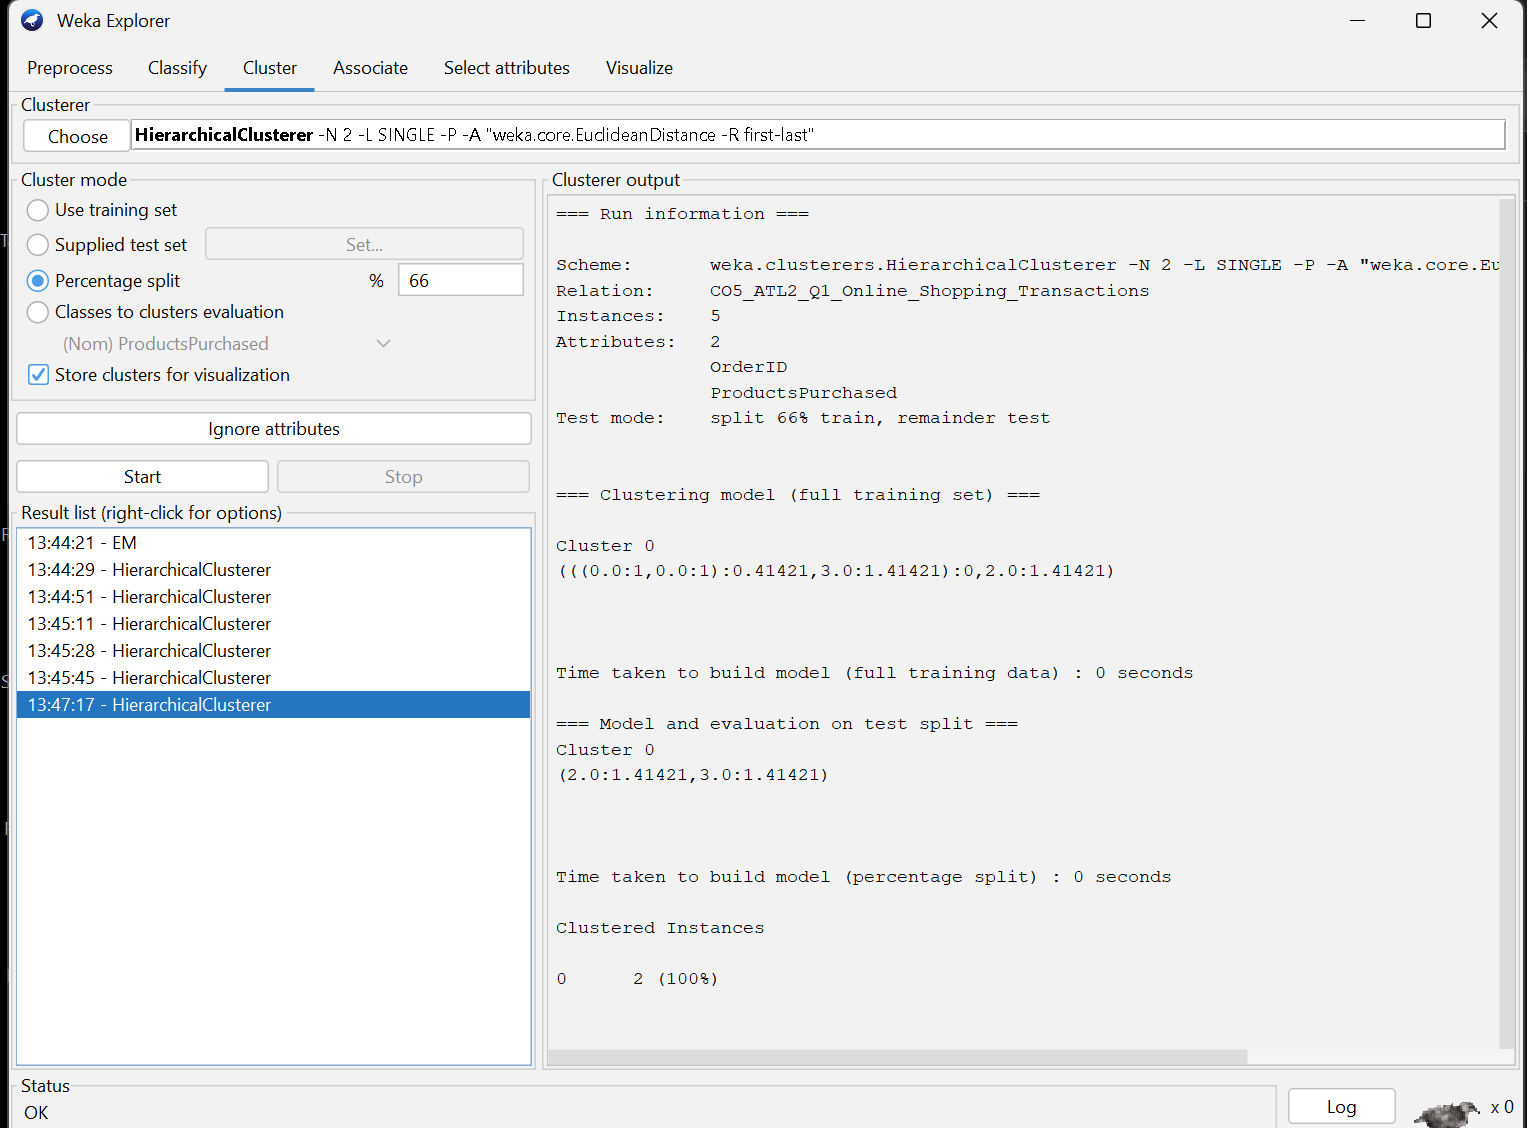 Weka Explorer
Preprocess Classify Cluster Associate Select attributes Visualize
Clusterer
Choose HierarchicalClusterer -N 2 -L SINGLE -P -A "weka.core.EuclideanDistance -R first-last"
Cluster mode
Use training set
Supplied test set Set...
Percentage split % 66
Classes to clusters evaluation
(Nom) ProductsPurchased
Store clusters for visualization
Ignore attributes
Start Stop
Result list (right-click for options)
13:44:21 - EM
13:44:29 - HierarchicalClusterer
13:44:51 - HierarchicalClusterer
13:45:11 - HierarchicalClusterer
13:45:28 - HierarchicalClusterer
13:45:45 - HierarchicalClusterer
13:47:17 - HierarchicalClusterer
Clusterer output
=== Run information ===
Scheme: weka.clusterers.HierarchicalClusterer -N 2 -L SINGLE -P -A "weka.core.Eu
Relation: CO5_ATL2_Q1_Online_Shopping_Transactions
Instances: 5
Attributes: 2
OrderID
ProductsPurchased
Test mode: split 66% train, remainder test
=== Clustering model (full training set) ===
Cluster 0
(((0.0:1,0.0:1):0.41421,3.0:1.41421):0,2.0:1.41421)
Time taken to build model (full training data) : 0 seconds
=== Model and evaluation on test split ===
Cluster 0
(2.0:1.41421,3.0:1.41421)
Time taken to build model (percentage split) : 0 seconds
Clustered Instances
0 2 (100%)
Status
OK
Log
x 0